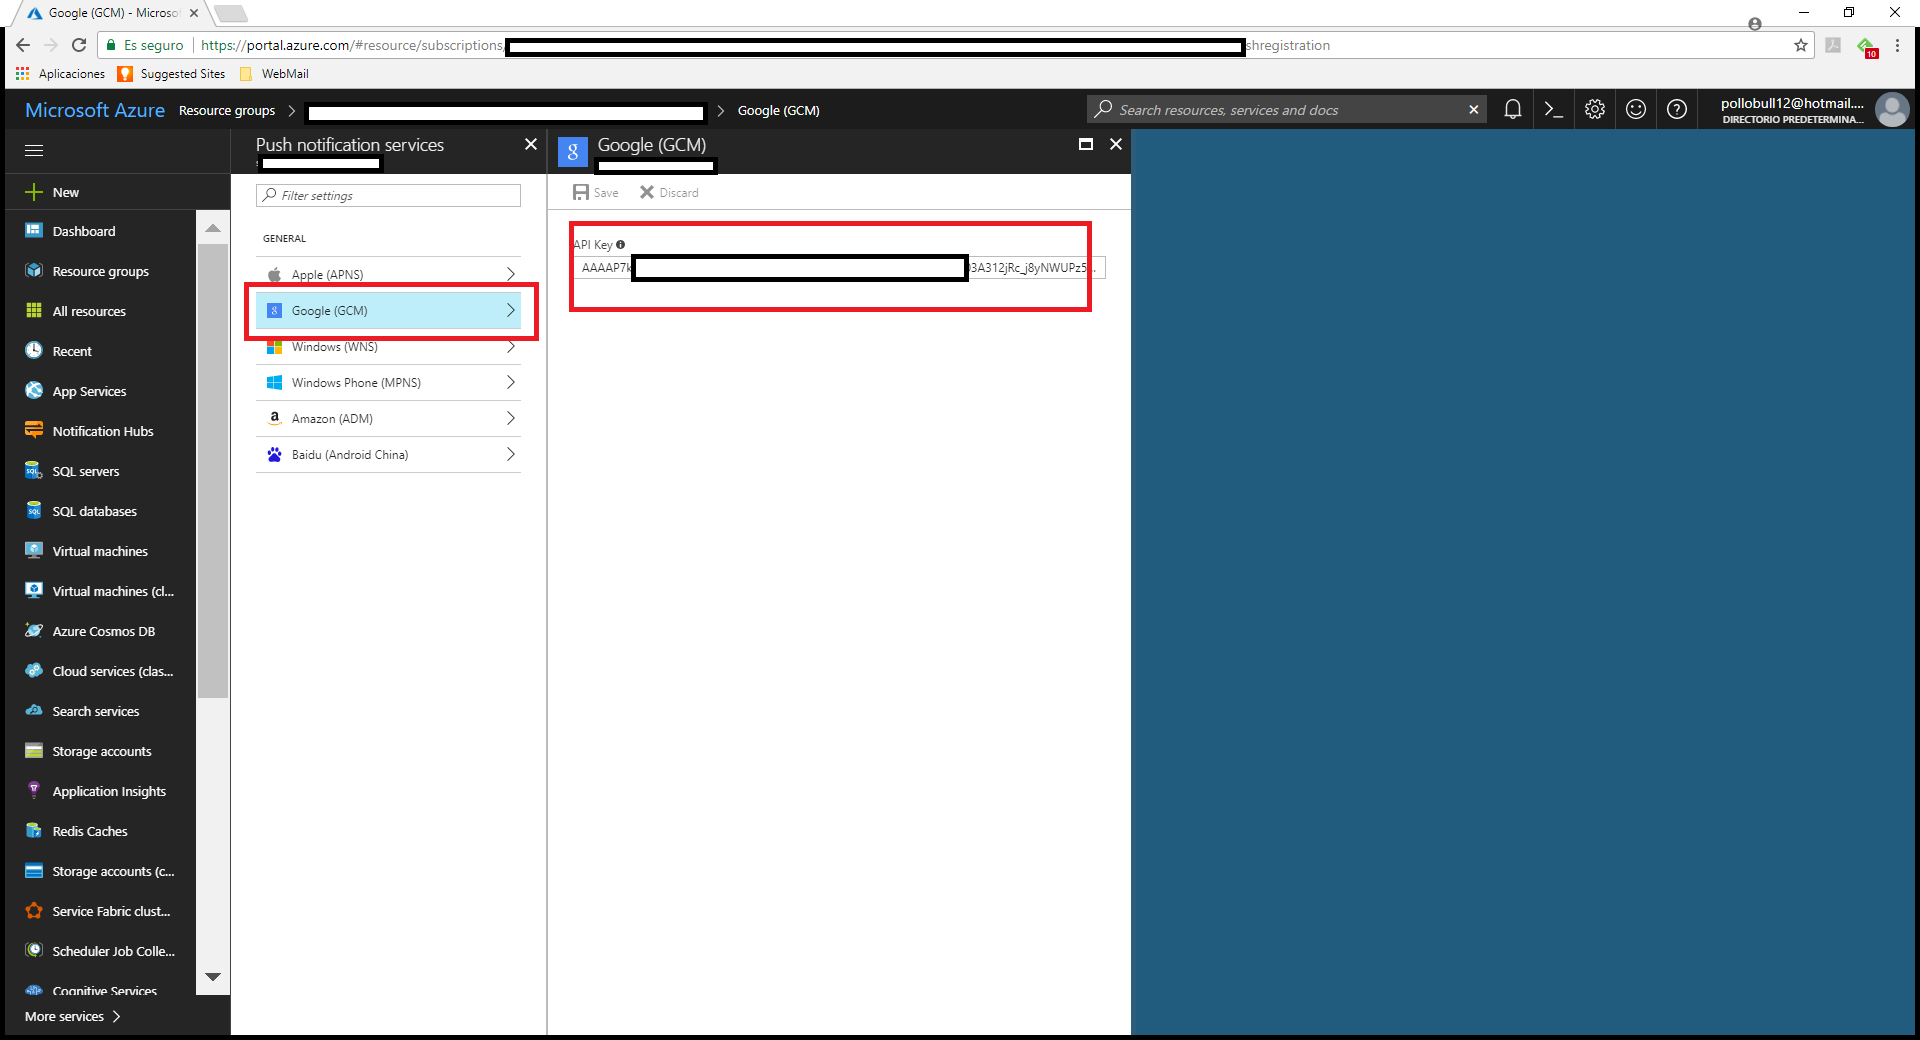 Google (GCM) - Microso
Es seguro
https://portal.azure.com/#resource/subscriptions/
shregistration
10
Aplicaciones
Suggested Sites
WebMail
Microsoft Azure
Resource groups
Google (GCM)
Search resources, services and docs
pollobull12@hotmail....
DIRECTORIO PREDETERMINA...
New
Dashboard
Resource groups
All resources
Recent
App Services
Notification Hubs
SQL servers
SQL databases
Virtual machines
Virtual machines (cl...
Azure Cosmos DB
Cloud services (clas...
Search services
Storage accounts
Application Insights
Redis Caches
Storage accounts (c...
Service Fabric clust...
Scheduler Job Colle...
Cognitive Services
More services
Push notification services
Filter settings
GENERAL
Apple (APNS)
Google (GCM)
Windows (WNS)
Windows Phone (MPNS)
Amazon (ADM)
Baidu (Android China)
Google (GCM)
Save
Discard
API Key
AAAAP7k
3A312jRc_j8yNWUPz5...